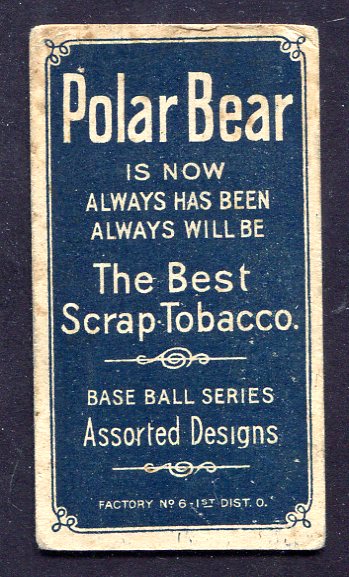 Polar Bear
IS NOW
ALWAYS HAS BEEN
ALWAYS WILL BE
The Best
Scrap·Tobacco.
BASE BALL SERIES
Assorted Designs
FACTORY Nº 6-1ST DIST. O.